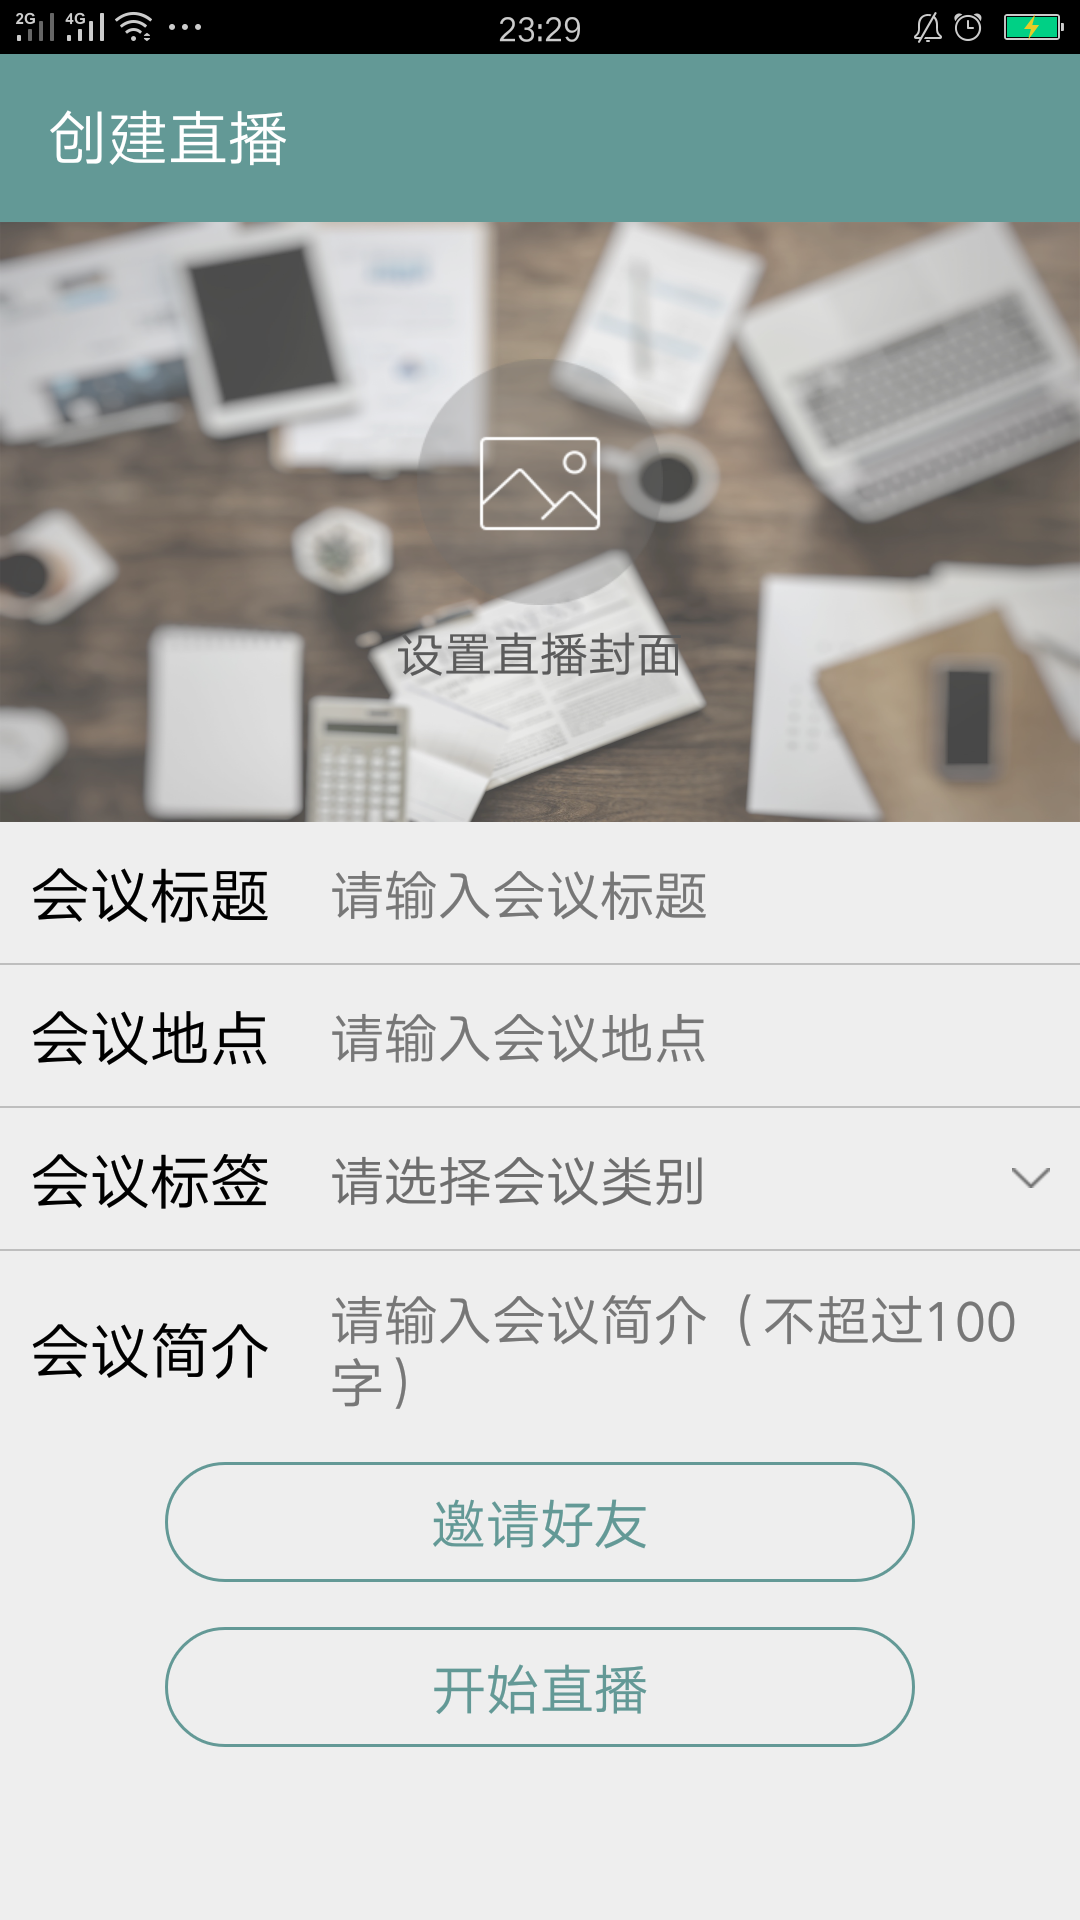 2G 4G 23:29
创建直播
设置直播封面
会议标题 请输入会议标题
会议地点 请输入会议地点
会议标签 请选择会议类别
会议简介 请输入会议简介（不超过100
字）
邀请好友
开始直播